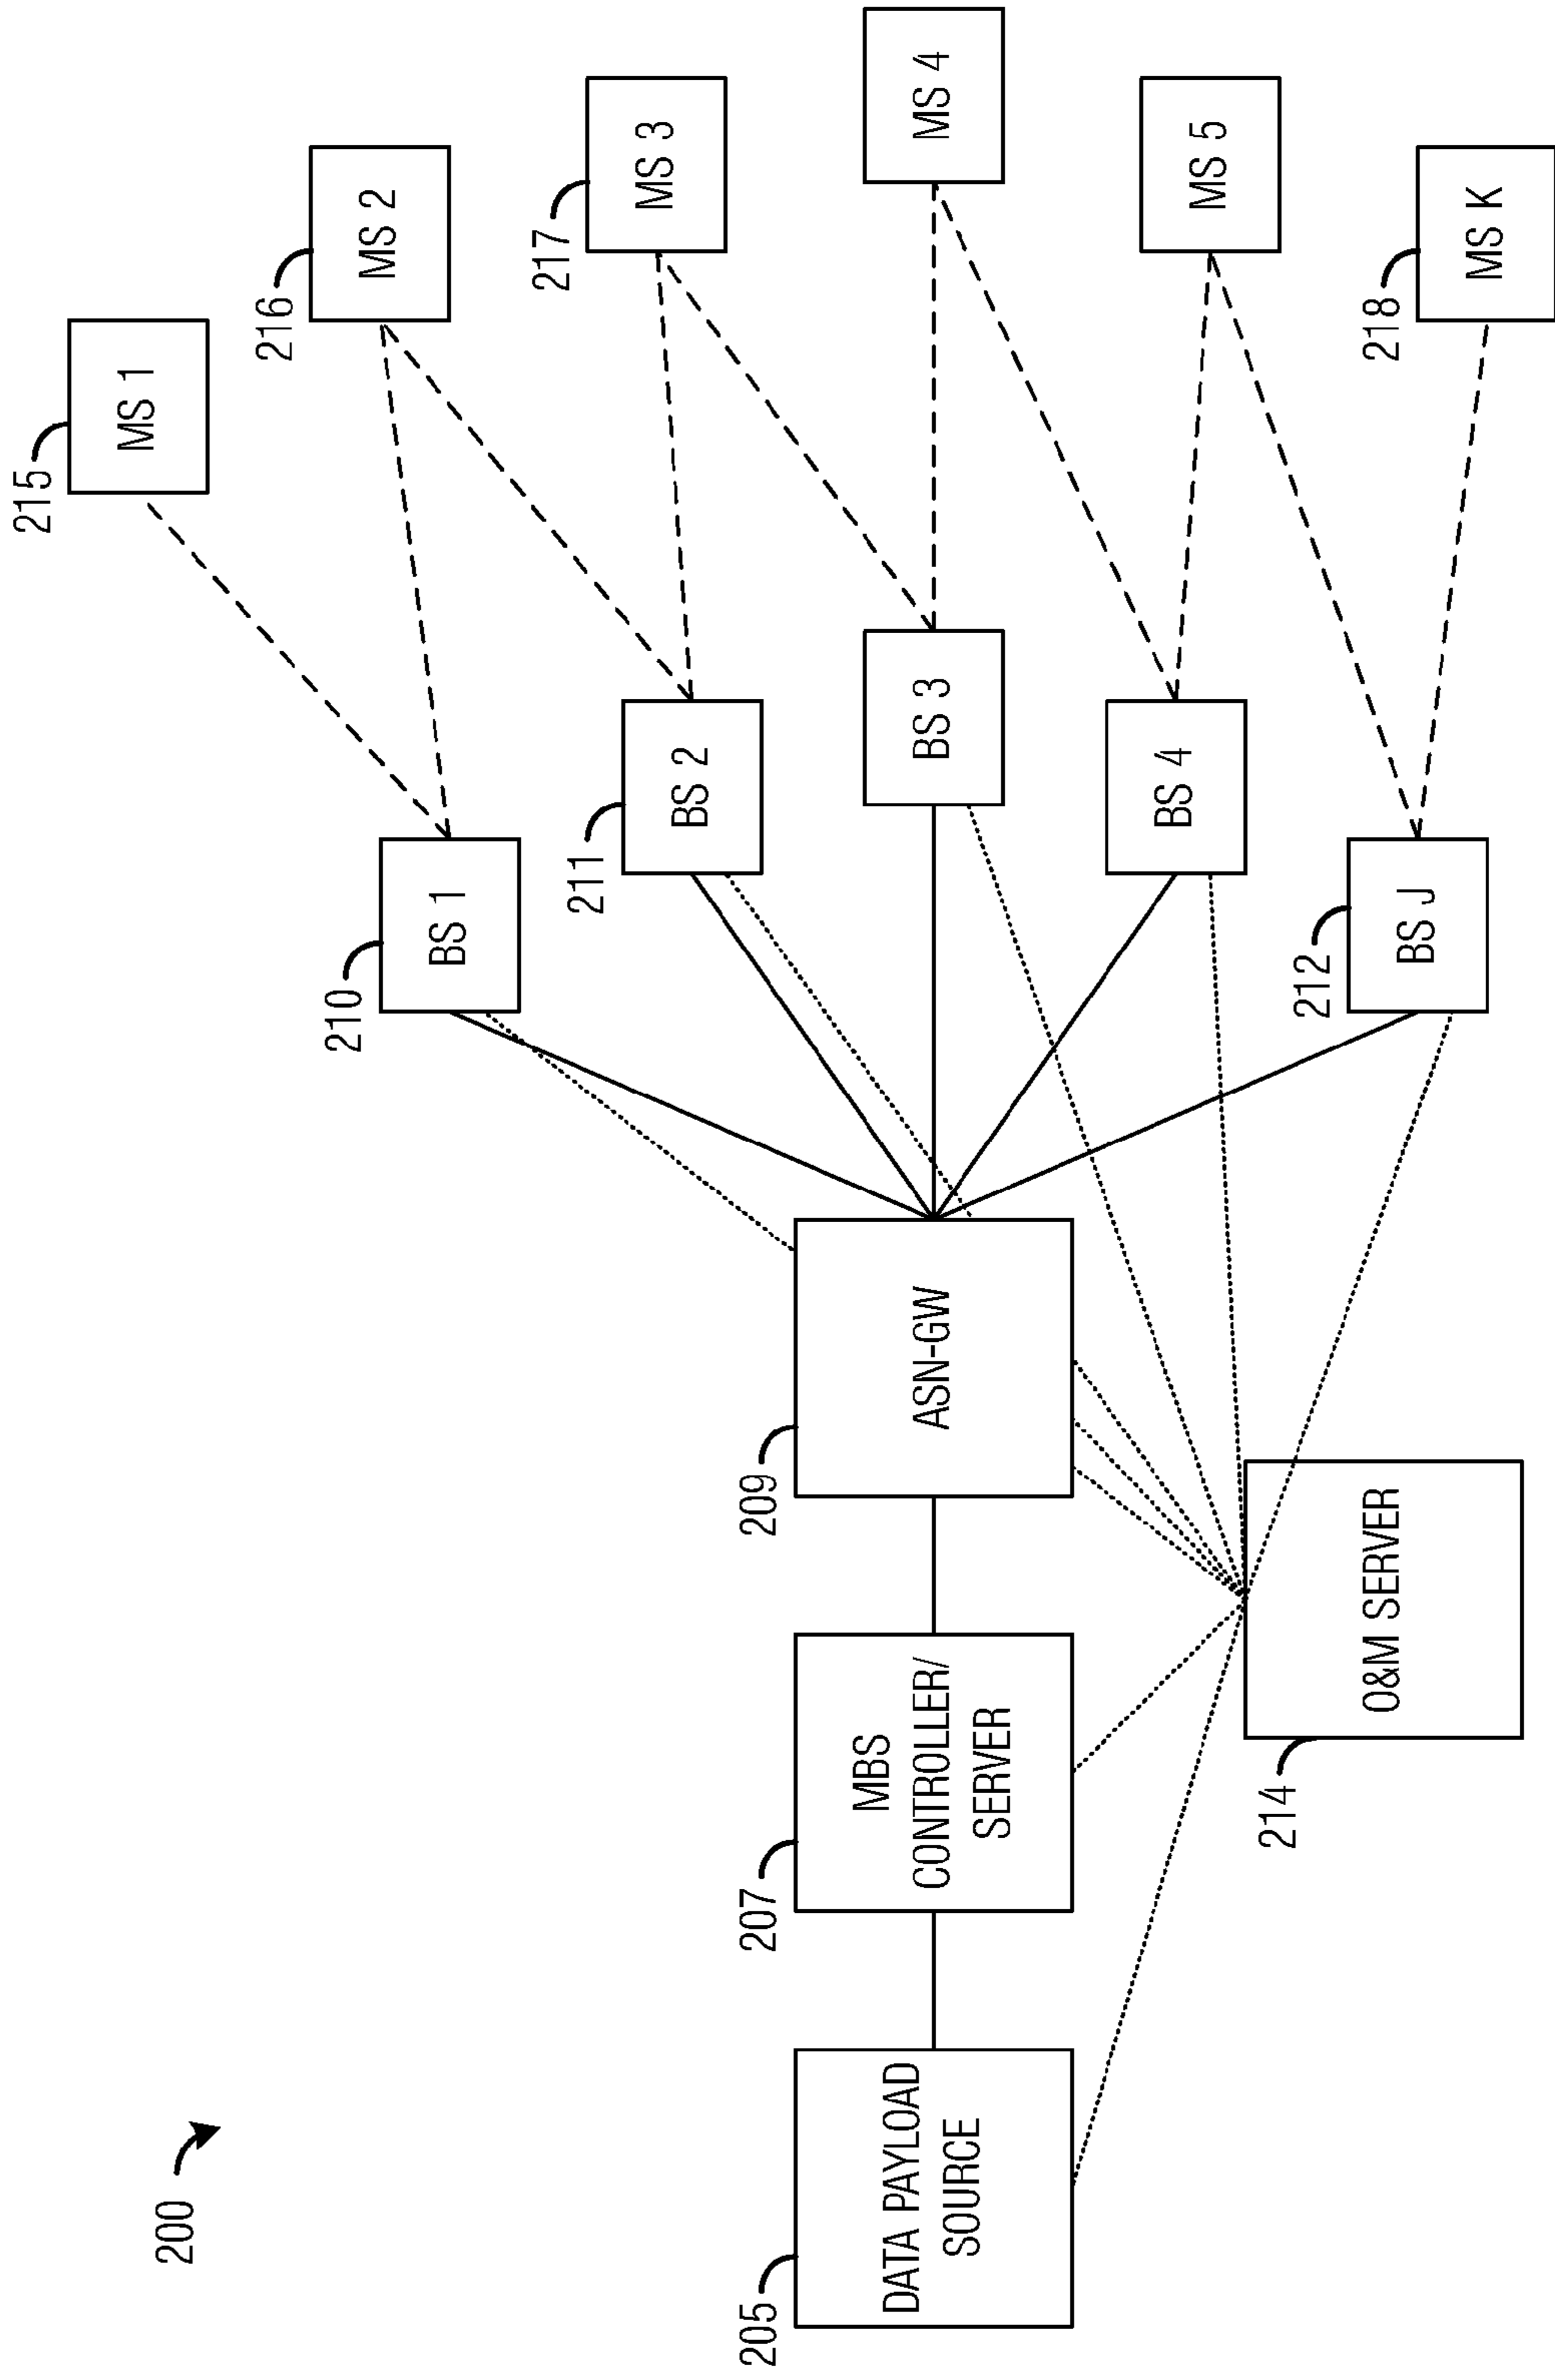 200
205
DATA PAYLOAD
SOURCE
207
MBS
CONTROLLER/
SERVER
209
ASN-GW
214
O&M SERVER
210
BS 1
211
BS 2
BS 3
BS 4
212
BS J
215
MS 1
216
MS 2
217
MS 3
MS 4
MS 5
218
MS K